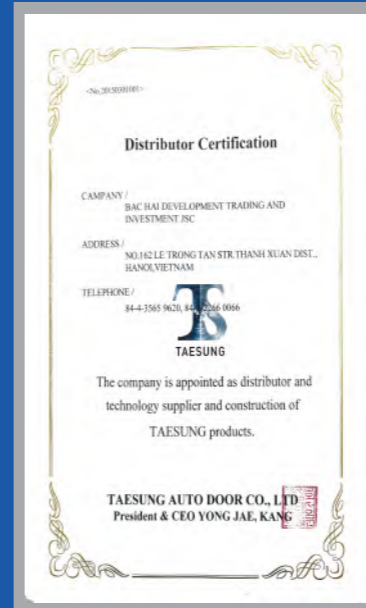 <No.20150301001>
Distributor Certification
CAMPANY /
BAC HAI DEVELOPMENT TRADING AND
INVESTMENT JSC
ADDRESS /
NO.162 LE TRONG TAN STR.THANH XUAN DIST.,
HANOI,VIETNAM
TELEPHONE /
84-4-3565 9620,
TAESUNG
The company is appointed as distributor and
technology supplier and construction of
TAESUNG products.
TAESUNG AUTO DOOR CO., LTD
President & CEO YONG JAE, KANG